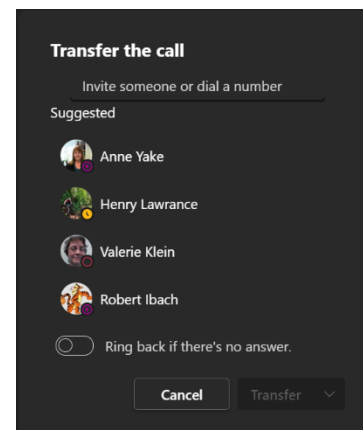 Transfer the call
Invite someone or dial a number
Suggested
Anne Yake
Henry Lawrance
Valerie Klein
Robert Ibach
Ring back if there's no answer.
Cancel
Transfer